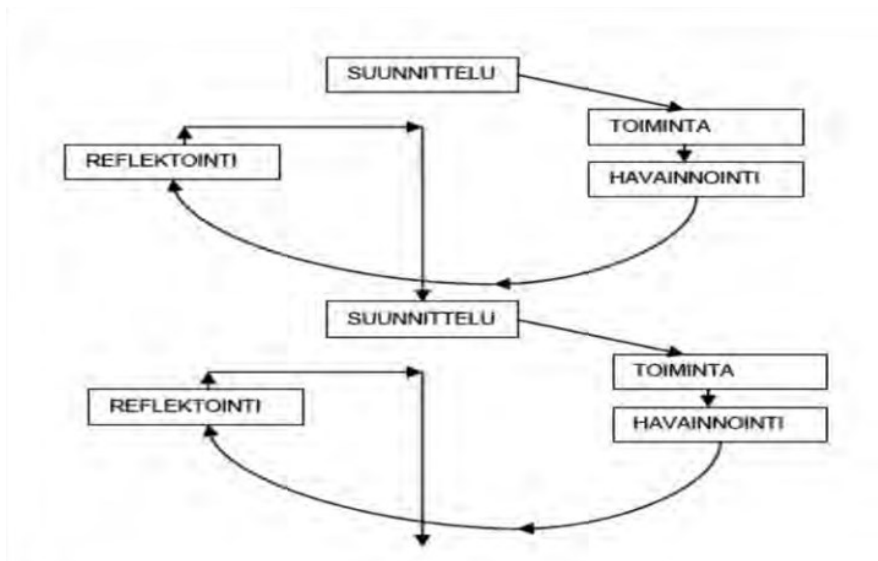 SUUNNITTELU
TOIMINTA
HAVAINNOINTI
REFLEKTOINTI
SUUNNITTELU
TOIMINTA
HAVAINNOINTI
REFLEKTOINTI